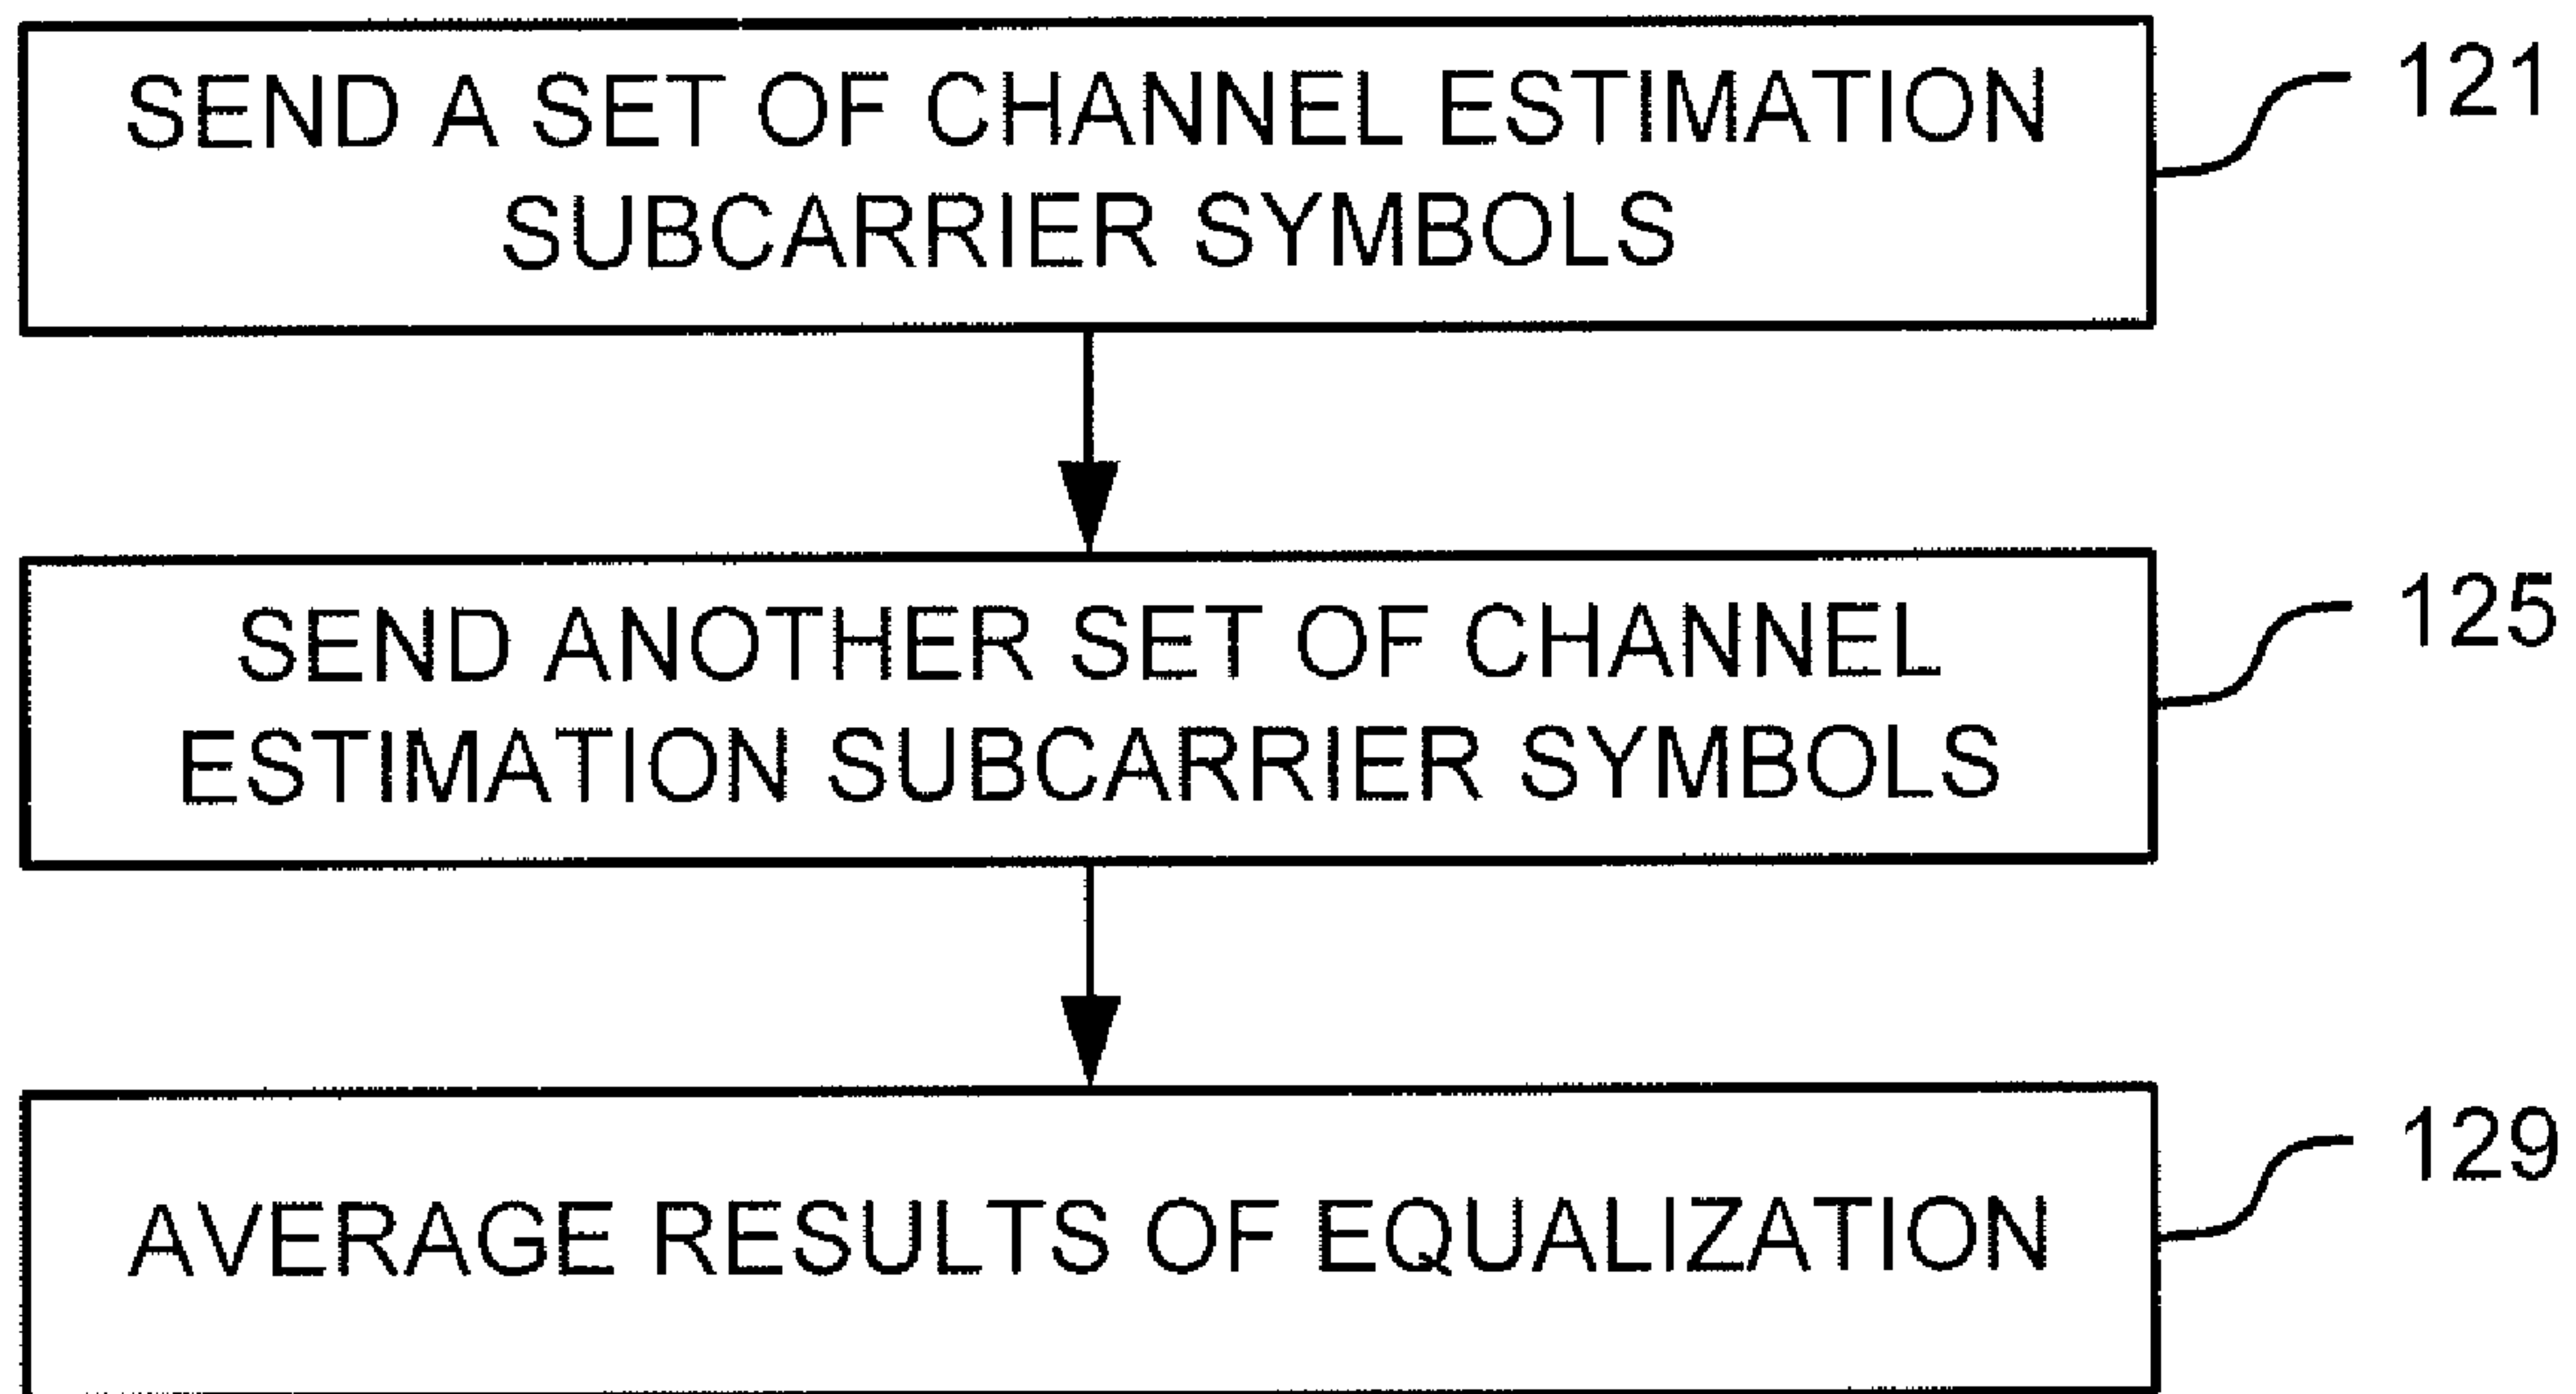 SEND A SET OF CHANNEL ESTIMATION
SUBCARRIER SYMBOLS
121
SEND ANOTHER SET OF CHANNEL
ESTIMATION SUBCARRIER SYMBOLS
125
AVERAGE RESULTS OF EQUALIZATION
129